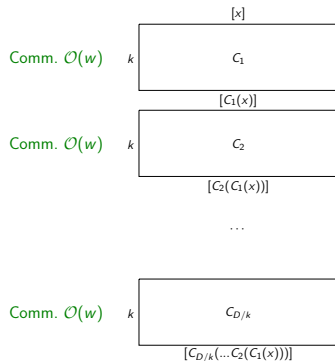 [x]
Comm. O(w) k C₁
[C₁(x)]
Comm. O(w) k C₂
[C₂(C₁(x))]
...
Comm. O(w) k C_{D/k}
[C_{D/k}(...C₂(C₁(x)))]